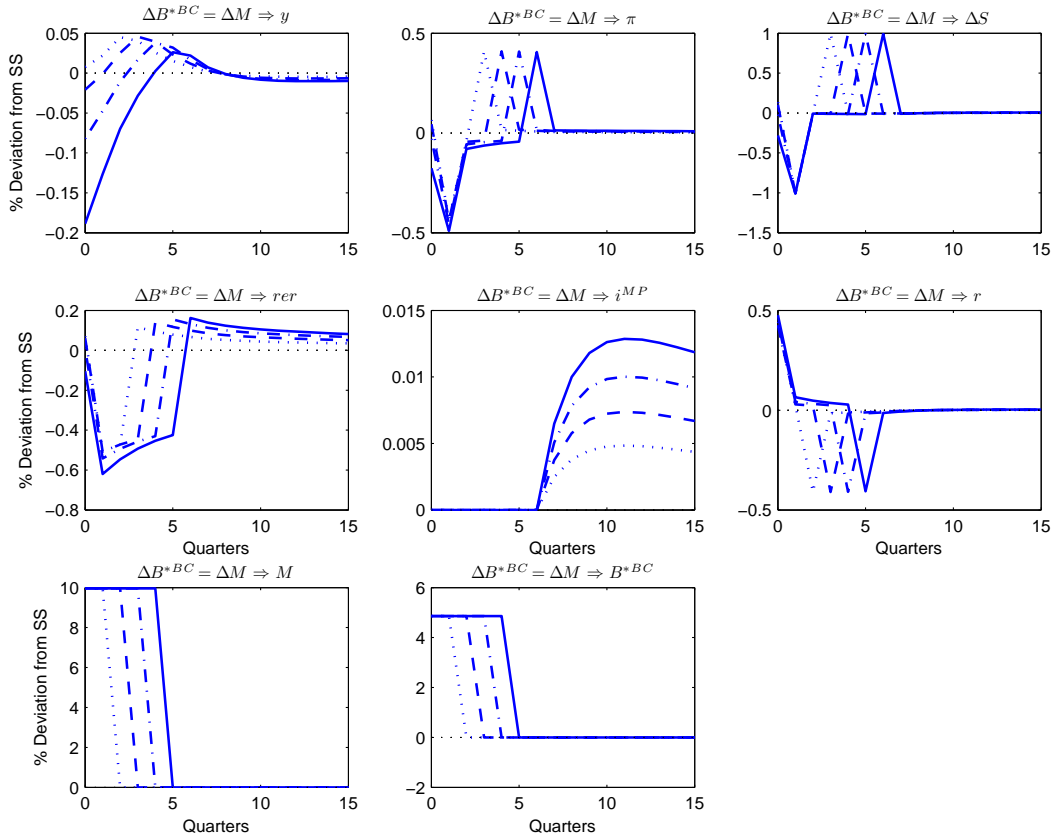 ΔB*BC = ΔM ⇒ y
ΔB*BC = ΔM ⇒ π
ΔB*BC = ΔM ⇒ ΔS
% Deviation from SS
0.05
0
−0.05
−0.1
−0.15
−0.2
0 5 10 15
0.5
0
−0.5
0 5 10 15
1
0.5
0
−0.5
−1
−1.5
0 5 10 15
ΔB*BC = ΔM ⇒ rer
ΔB*BC = ΔM ⇒ iMP
ΔB*BC = ΔM ⇒ r
% Deviation from SS
0.2
0
−0.2
−0.4
−0.6
−0.8
0 5 10 15
Quarters
0.015
0.01
0.005
0
0 5 10 15
Quarters
0.5
0
−0.5
0 5 10 15
Quarters
ΔB*BC = ΔM ⇒ M
ΔB*BC = ΔM ⇒ B*BC
% Deviation from SS
10
8
6
4
2
0
0 5 10 15
Quarters
6
4
2
0
−2
0 5 10 15
Quarters